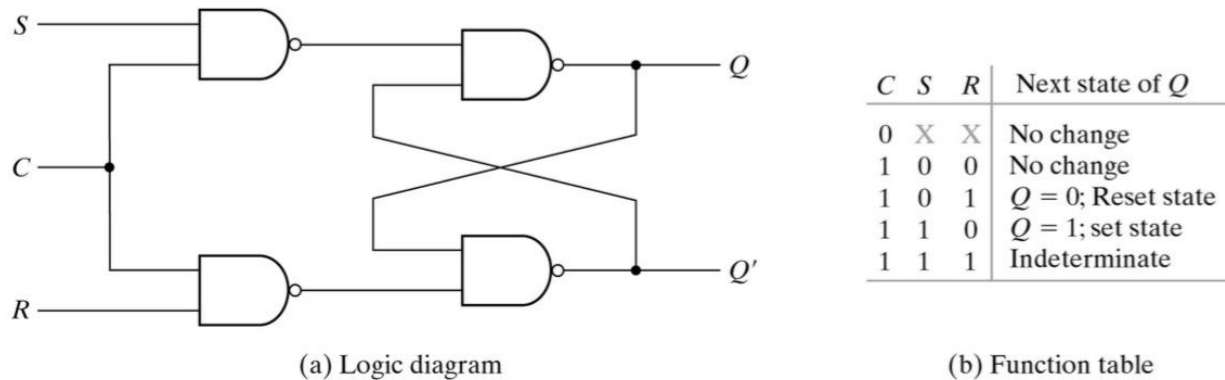 S
C
R
Q
Q′
(a) Logic diagram
C S R Next state of Q
0 X X No change
1 0 0 No change
1 0 1 Q = 0; Reset state
1 1 0 Q = 1; set state
1 1 1 Indeterminate
(b) Function table